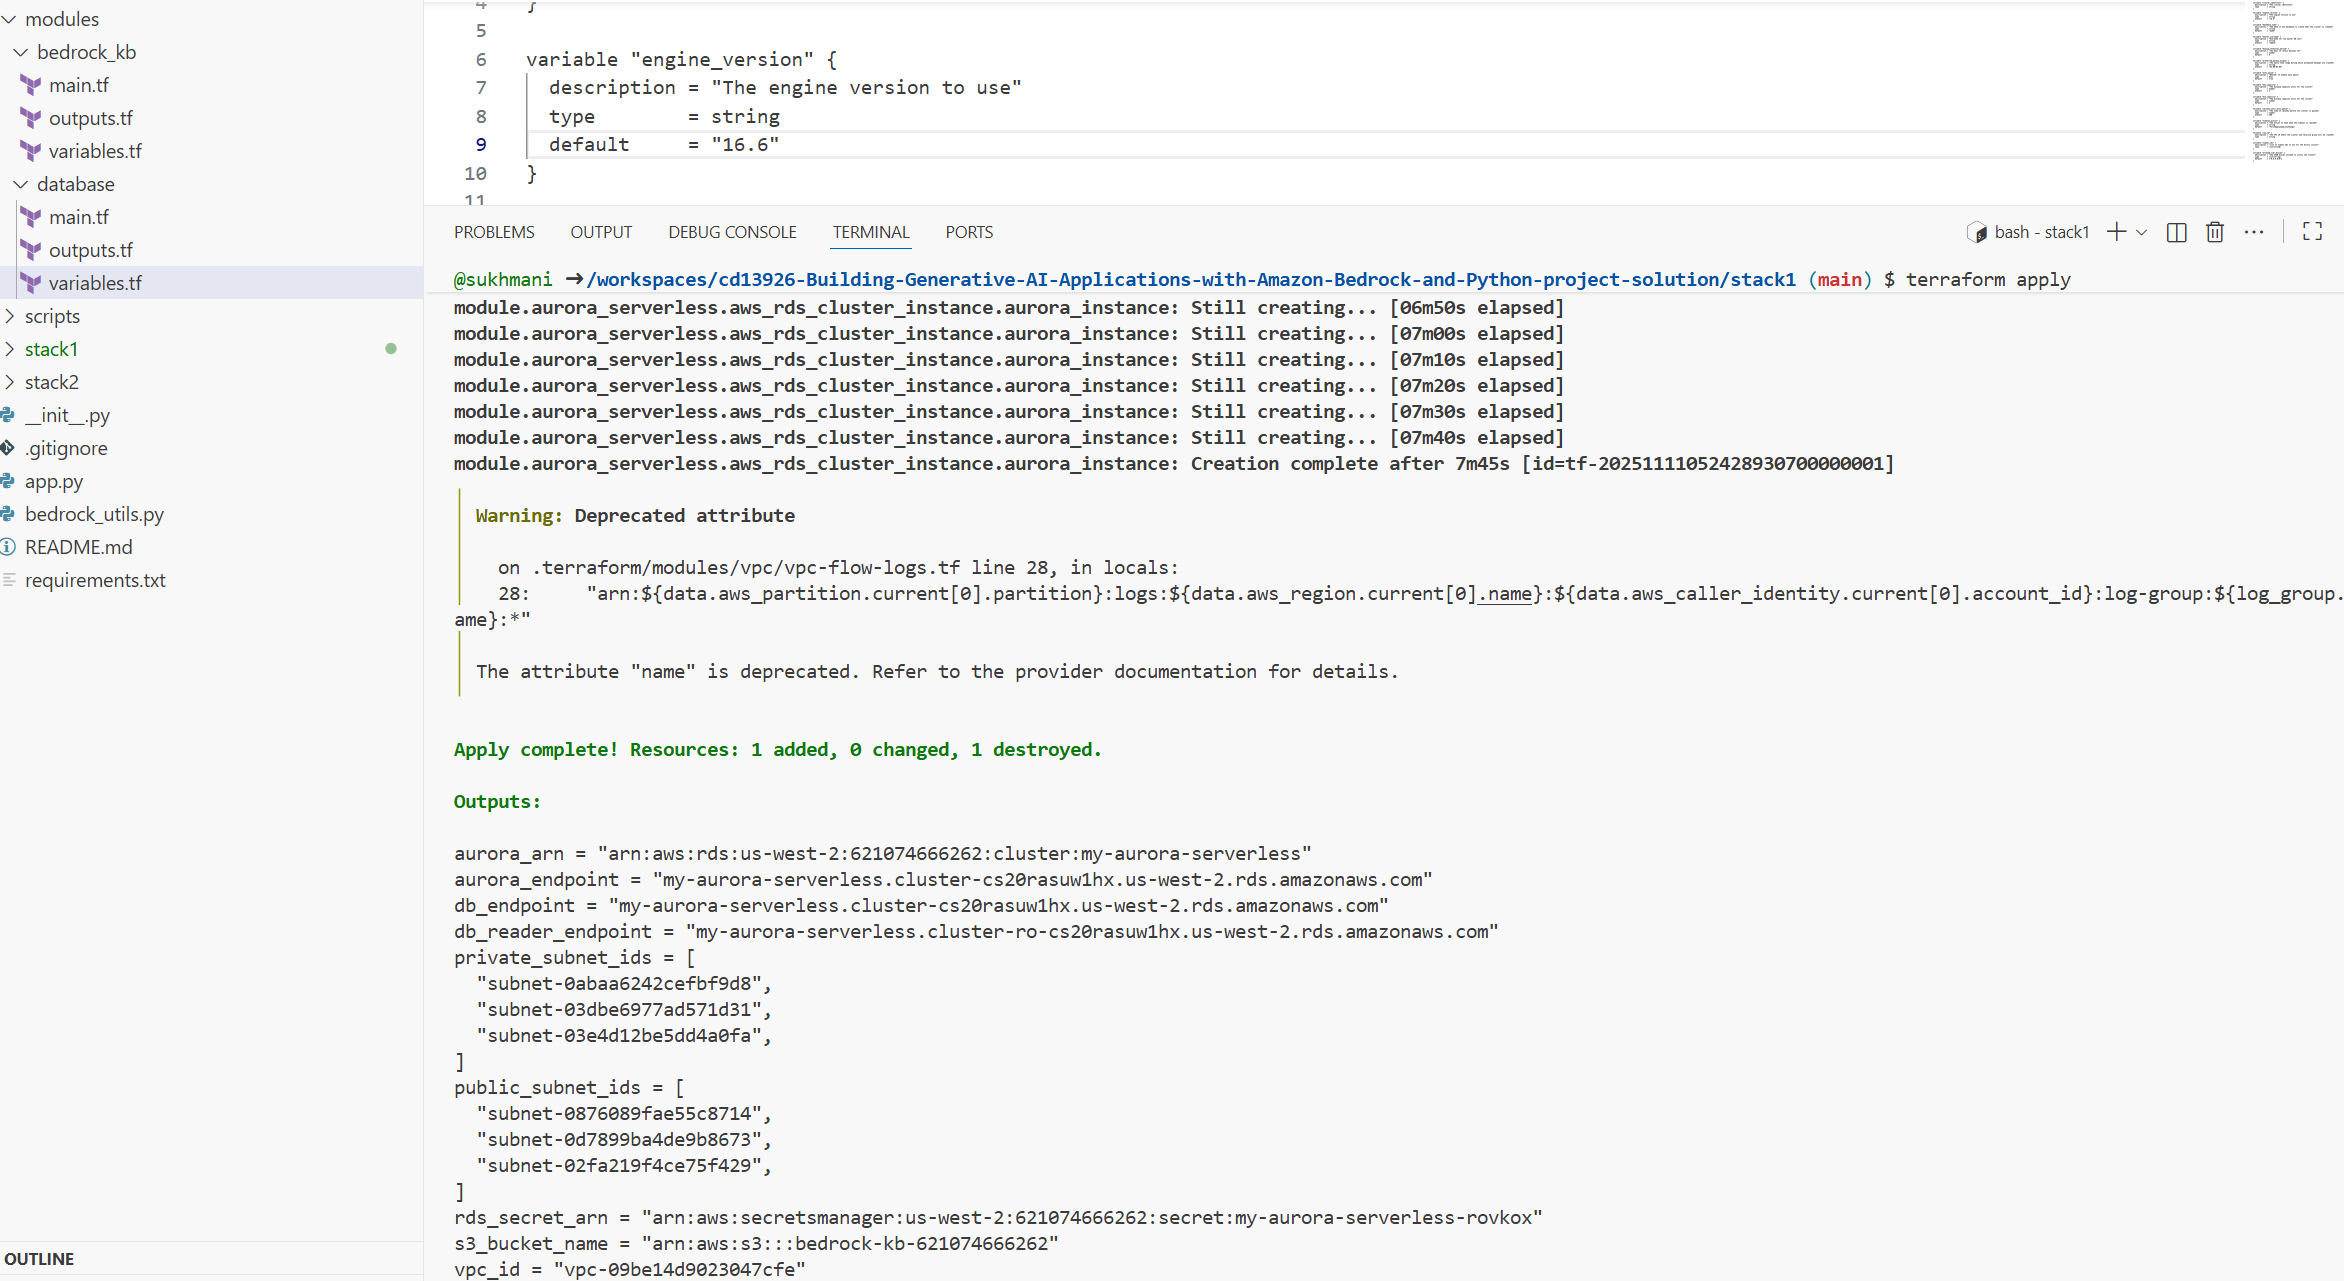 modules
bedrock_kb
main.tf
outputs.tf
variables.tf
database
main.tf
outputs.tf
variables.tf
scripts
stack1
stack2
__init__.py
.gitignore
app.py
bedrock_utils.py
README.md
requirements.txt
OUTLINE
4 }
5
6 variable "engine_version" {
7 description = "The engine version to use"
8 type = string
9 default = "16.6"
10 }
11
PROBLEMS OUTPUT DEBUG CONSOLE TERMINAL PORTS
bash - stack1
@sukhmani ➜/workspaces/cd13926-Building-Generative-AI-Applications-with-Amazon-Bedrock-and-Python-project-solution/stack1 (main) $ terraform apply
module.aurora_serverless.aws_rds_cluster_instance.aurora_instance: Still creating... [06m50s elapsed]
module.aurora_serverless.aws_rds_cluster_instance.aurora_instance: Still creating... [07m00s elapsed]
module.aurora_serverless.aws_rds_cluster_instance.aurora_instance: Still creating... [07m10s elapsed]
module.aurora_serverless.aws_rds_cluster_instance.aurora_instance: Still creating... [07m20s elapsed]
module.aurora_serverless.aws_rds_cluster_instance.aurora_instance: Still creating... [07m30s elapsed]
module.aurora_serverless.aws_rds_cluster_instance.aurora_instance: Still creating... [07m40s elapsed]
module.aurora_serverless.aws_rds_cluster_instance.aurora_instance: Creation complete after 7m45s [id=tf-20251111052428930700000001]
Warning: Deprecated attribute
on .terraform/modules/vpc/vpc-flow-logs.tf line 28, in locals:
28: "arn:${data.aws_partition.current[0].partition}:logs:${data.aws_region.current[0].name}:${data.aws_caller_identity.current[0].account_id}:log-group:${log_group.
ame}:*"
The attribute "name" is deprecated. Refer to the provider documentation for details.
Apply complete! Resources: 1 added, 0 changed, 1 destroyed.
Outputs:
aurora_arn = "arn:aws:rds:us-west-2:621074666262:cluster:my-aurora-serverless"
aurora_endpoint = "my-aurora-serverless.cluster-cs20rasuw1hx.us-west-2.rds.amazonaws.com"
db_endpoint = "my-aurora-serverless.cluster-cs20rasuw1hx.us-west-2.rds.amazonaws.com"
db_reader_endpoint = "my-aurora-serverless.cluster-ro-cs20rasuw1hx.us-west-2.rds.amazonaws.com"
private_subnet_ids = [
"subnet-0abaa6242cefbf9d8",
"subnet-03dbe6977ad571d31",
"subnet-03e4d12be5dd4a0fa",
]
public_subnet_ids = [
"subnet-0876089fae55c8714",
"subnet-0d7899ba4de9b8673",
"subnet-02fa219f4ce75f429",
]
rds_secret_arn = "arn:aws:secretsmanager:us-west-2:621074666262:secret:my-aurora-serverless-rovkox"
s3_bucket_name = "arn:aws:s3:::bedrock-kb-621074666262"
vpc_id = "vpc-09be14d9023047cfe"